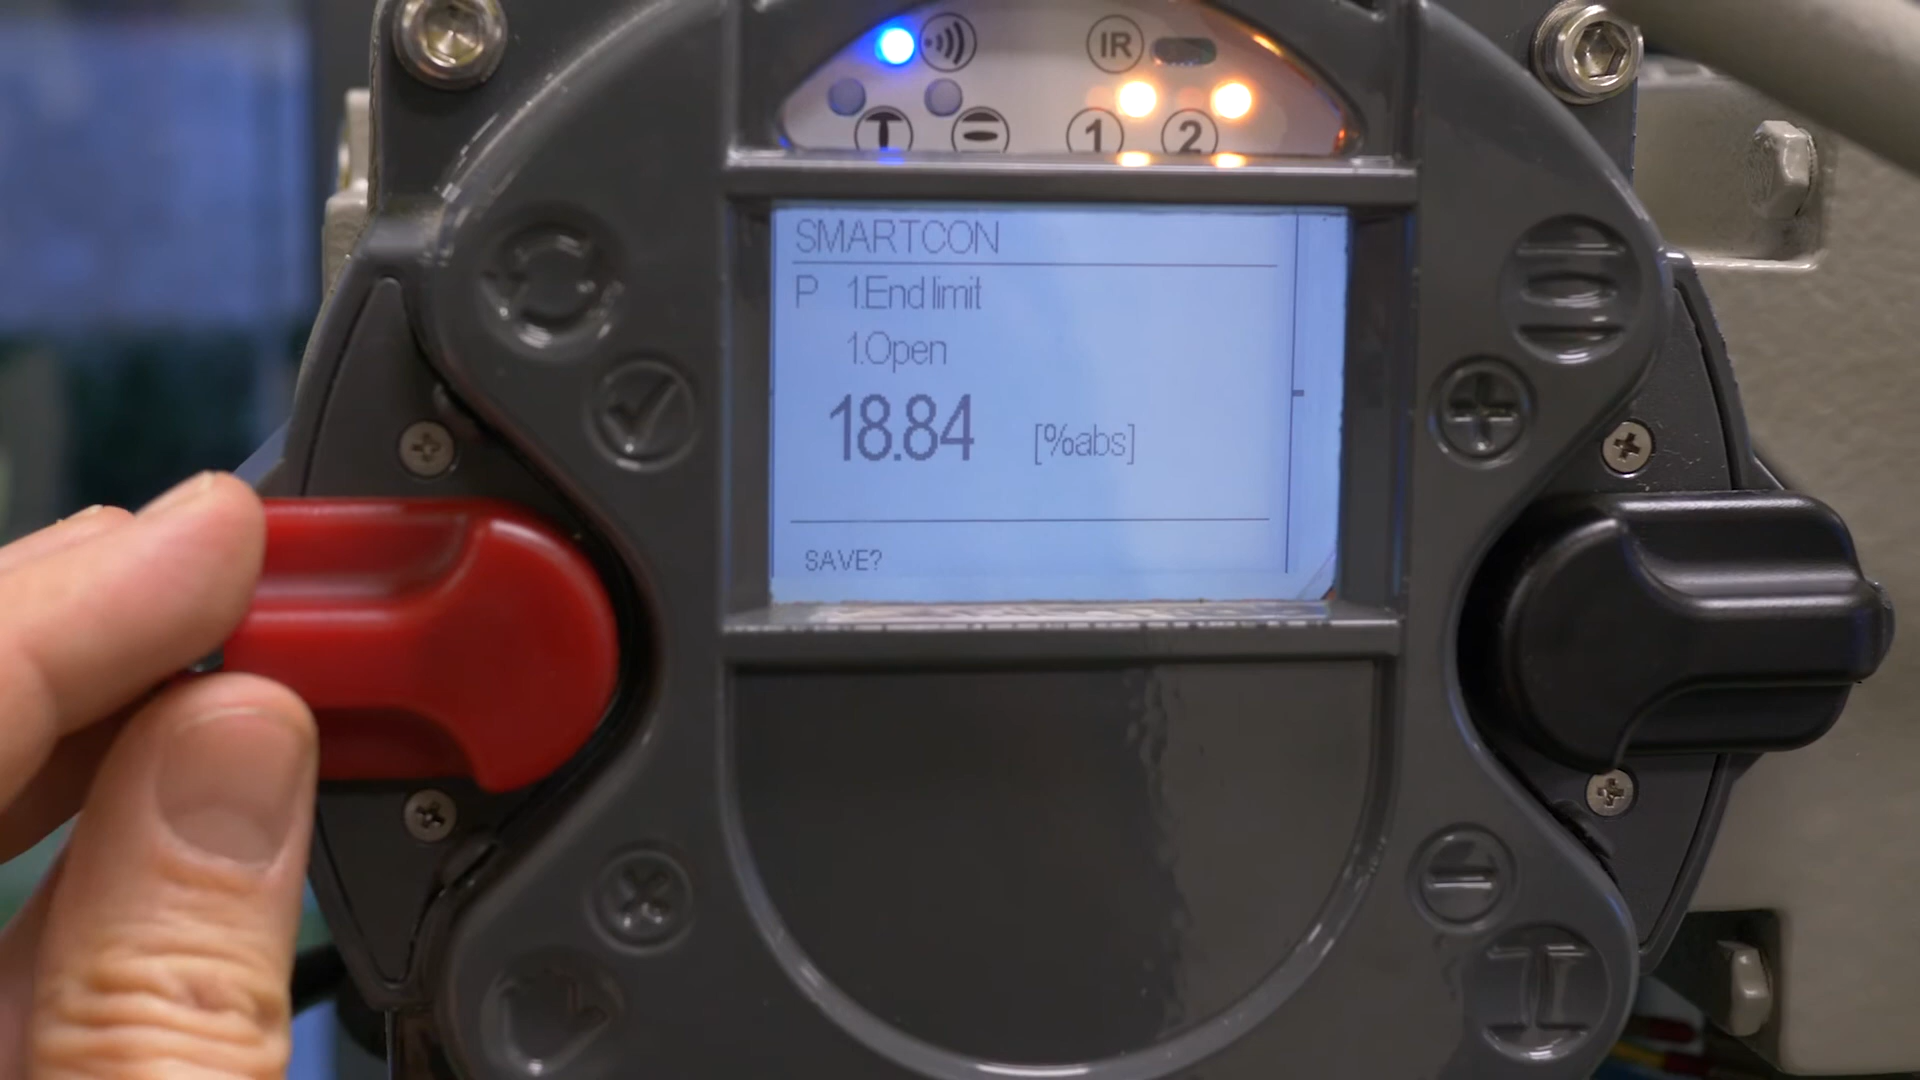 IR
1 2
SMARTCON
P 1.End limit
1.Open
18.84 [%abs]
SAVE?